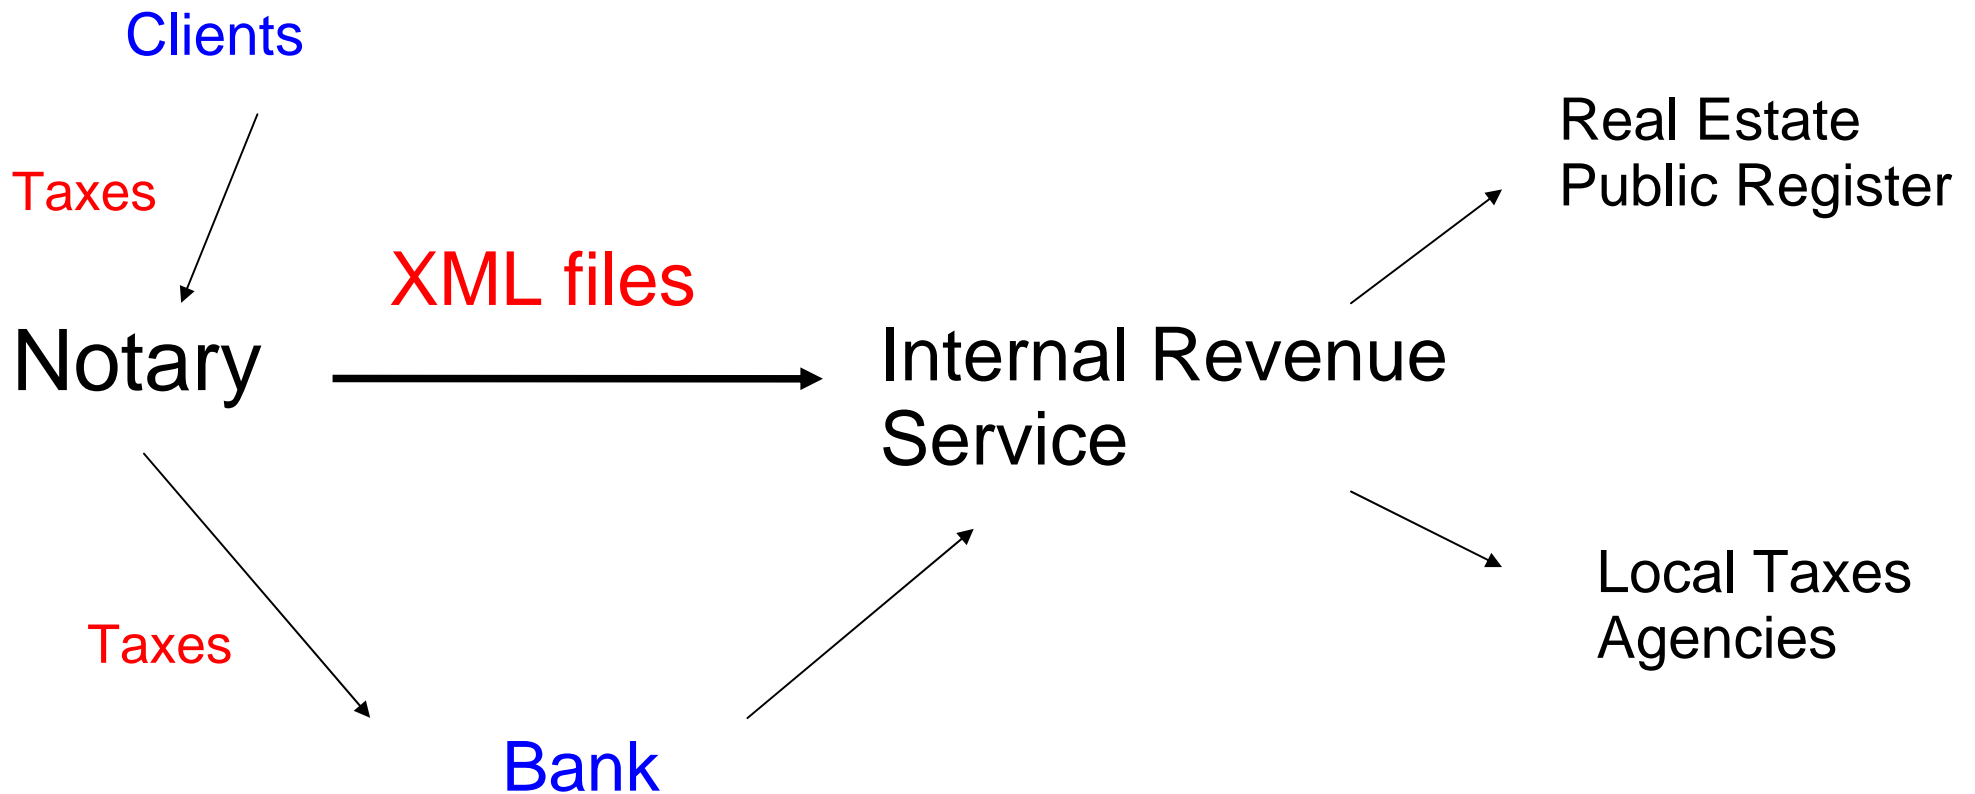 Clients
Real Estate
Public Register
Taxes
XML files
Notary
Internal Revenue
Service
Local Taxes
Agencies
Taxes
Bank